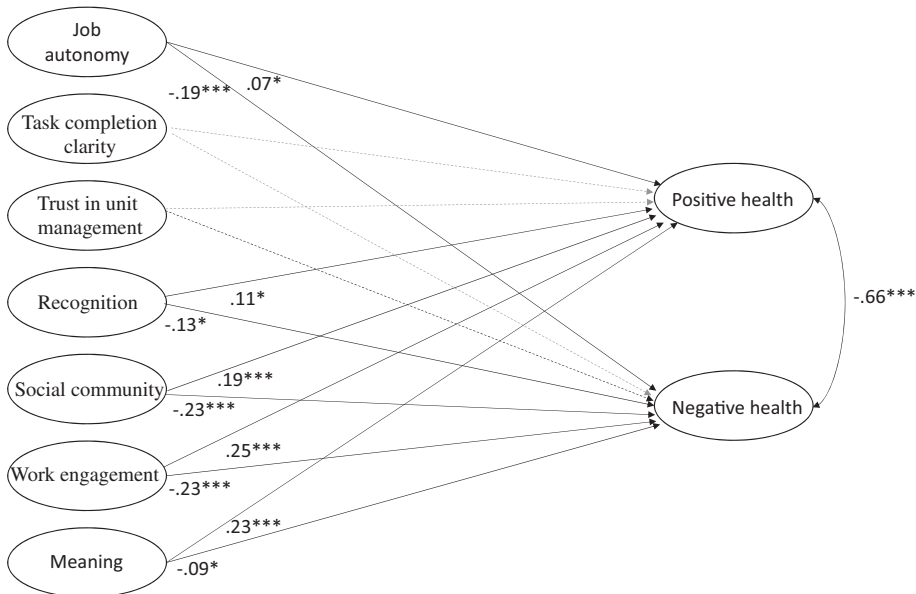 Job
autonomy
-.19***
.07*
Task completion
clarity
Trust in unit
management
Positive health
Recognition
.11*
-.13*
-.66***
Social community
.19***
-.23***
Negative health
Work engagement
.25***
-.23***
Meaning
.23***
-.09*